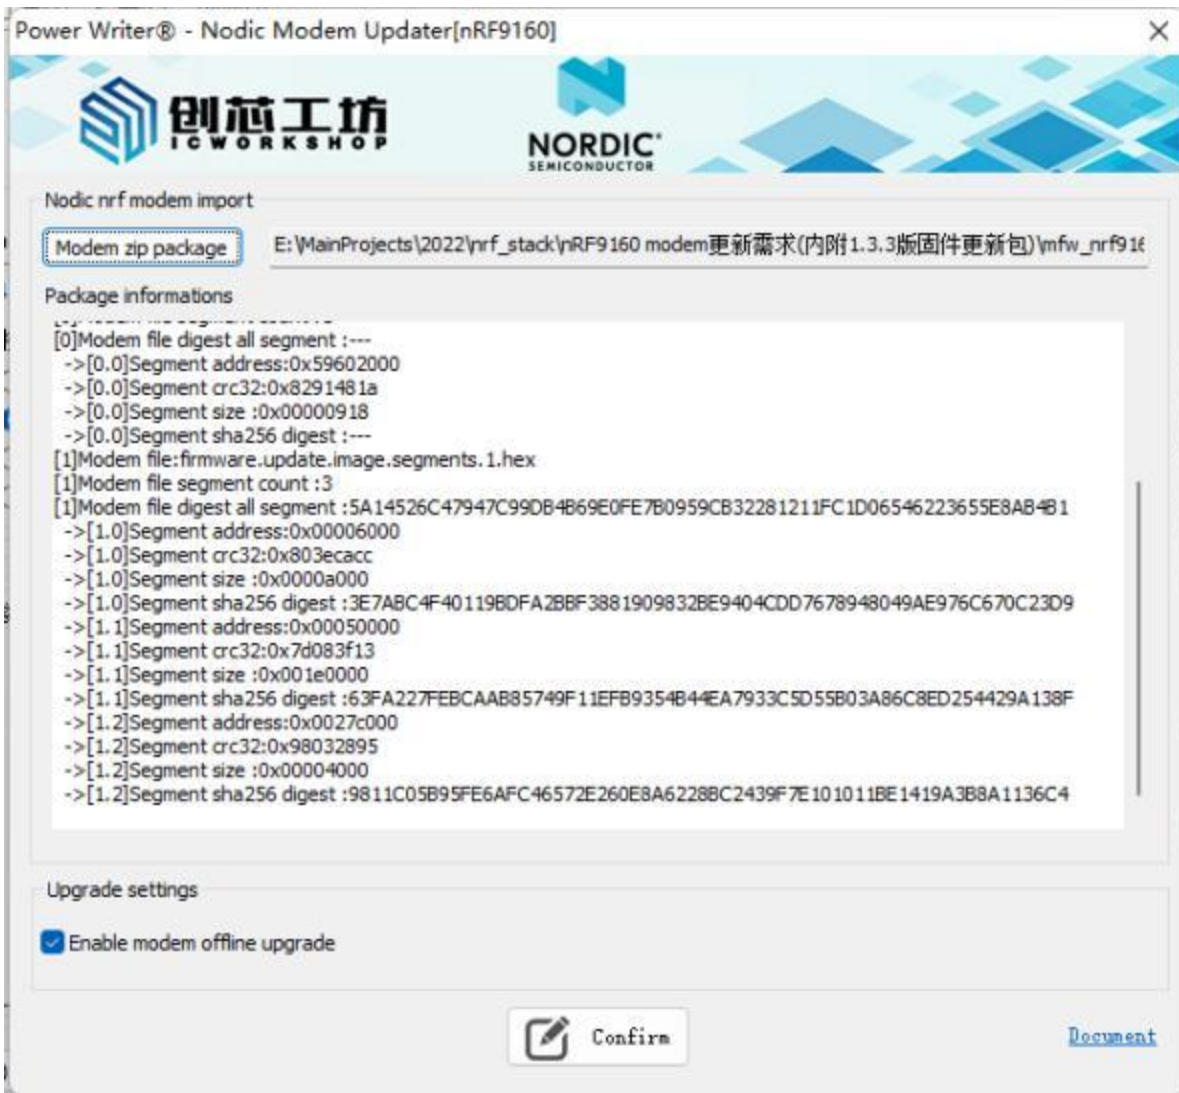 Power Writer® - Nodic Modem Updater[nRF9160]
创芯工坊
ICWORKSHOP
NORDIC®
SEMICONDUCTOR
Nodic nrf modem import
Modem zip package
E:\MainProjects\2022\nrf_stack\nRF9160 modem更新需求(内附1.3.3版固件更新包)\mfw_nrf916
Package informations
[0]Modem file digest all segment :---
->[0.0]Segment address:0x59602000
->[0.0]Segment crc32:0x8291481a
->[0.0]Segment size :0x00000918
->[0.0]Segment sha256 digest :---
[1]Modem file:firmware.update.image.segments.1.hex
[1]Modem file segment count :3
[1]Modem file digest all segment :5A14526C47947C99DB4B69E0FE7B0959CB32281211FC1D06546223655E8AB4B1
->[1.0]Segment address:0x00006000
->[1.0]Segment crc32:0x803ecacc
->[1.0]Segment size :0x0000a000
->[1.0]Segment sha256 digest :3E7ABC4F40119BDFA2BBF3881909832BE9404CDD7678948049AE976C670C23D9
->[1.1]Segment address:0x00050000
->[1.1]Segment crc32:0x7d083f13
->[1.1]Segment size :0x001e0000
->[1.1]Segment sha256 digest :63FA227FEBCAAB85749F11EFB9354B44EA7933C5D55B03A86C8ED254429A138F
->[1.2]Segment address:0x0027c000
->[1.2]Segment crc32:0x98032895
->[1.2]Segment size :0x00004000
->[1.2]Segment sha256 digest :9811C05B95FE6AFC46572E260E8A6228BC2439F7E101011BE1419A3B8A1136C4
Upgrade settings
Enable modem offline upgrade
Confirm
Document